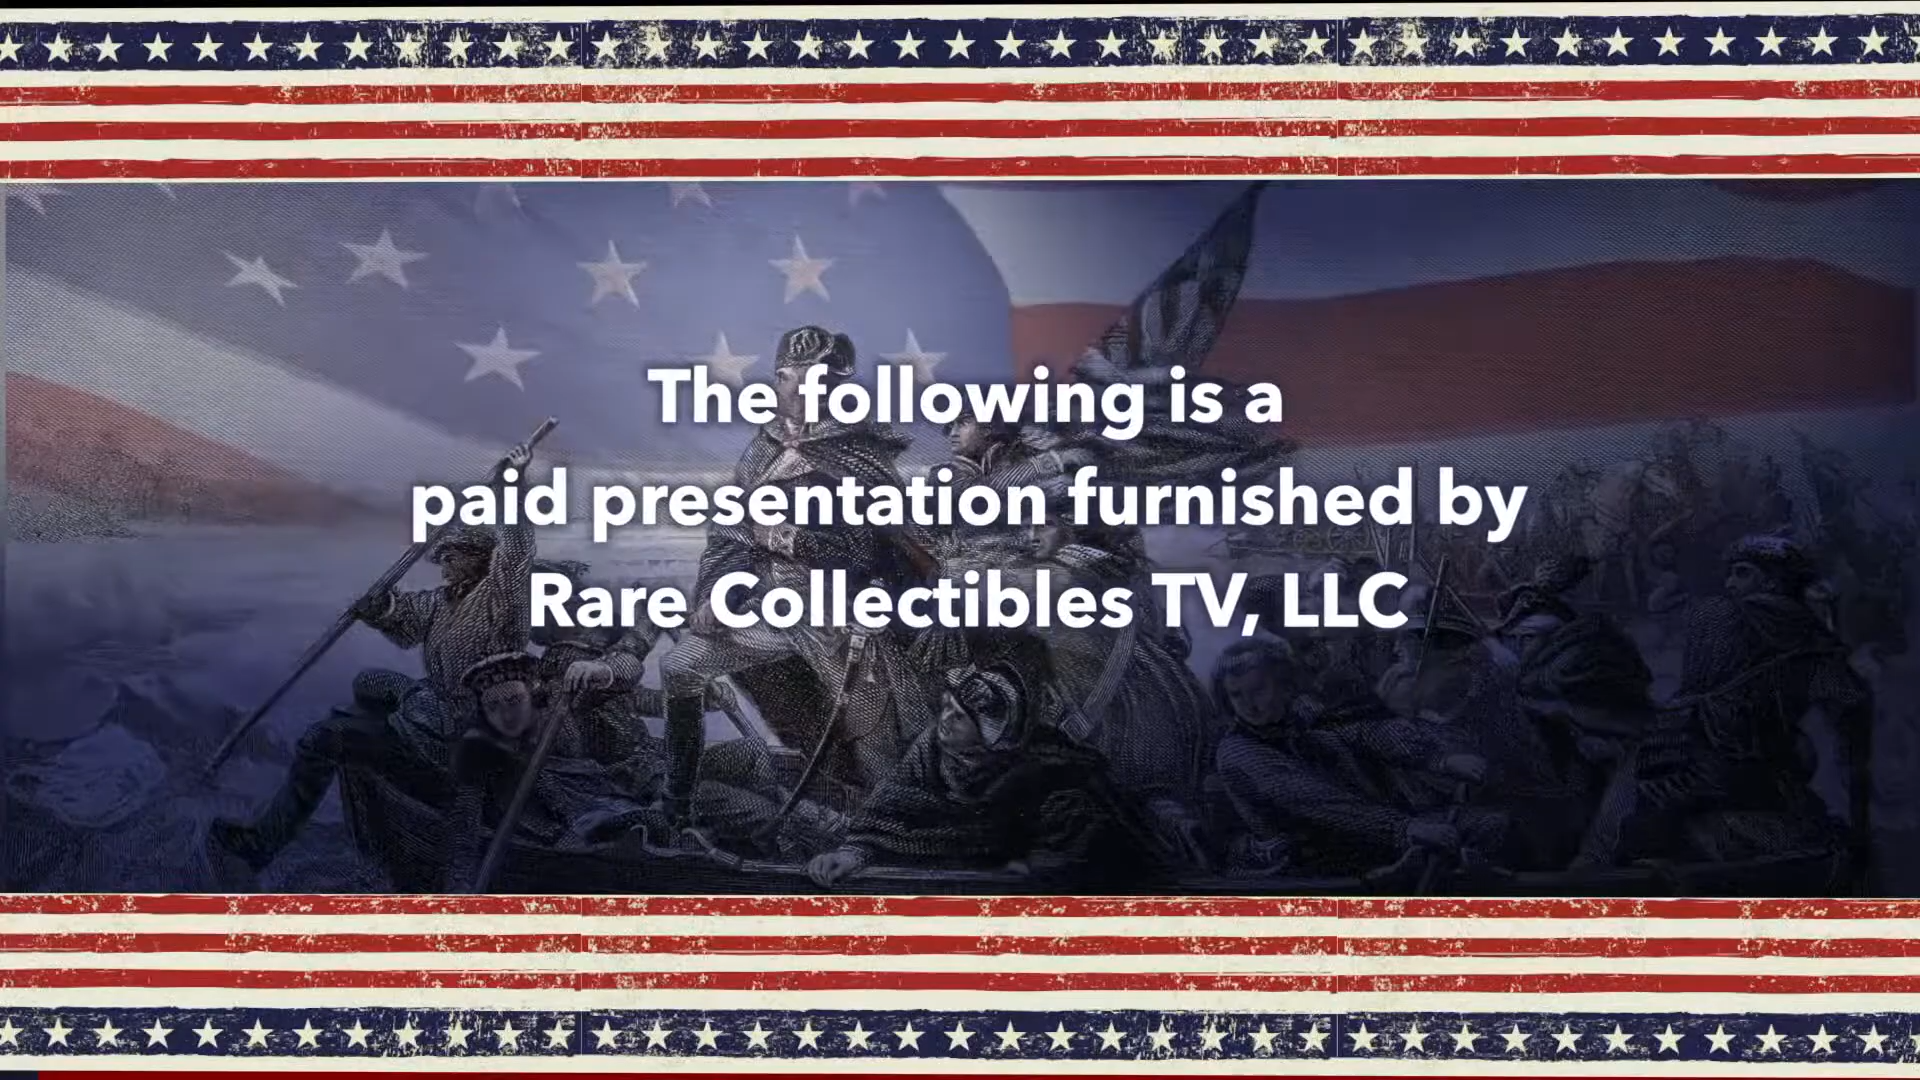 The following is a
paid presentation furnished by
Rare Collectibles TV, LLC